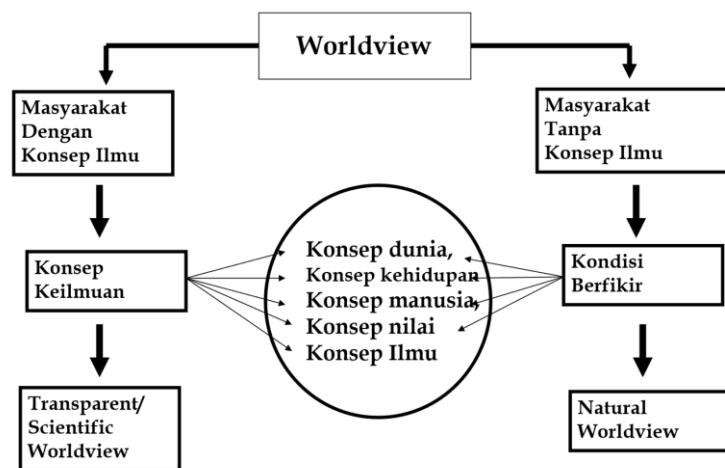 Worldview
Masyarakat
Dengan
Konsep Ilmu
Masyarakat
Tanpa
Konsep Ilmu
Konsep
Keilmuan
Konsep dunia,
Konsep kehidupan
Konsep manusia,
Konsep nilai
Konsep Ilmu
Kondisi
Berfikir
Transparent/
Scientific
Worldview
Natural
Worldview